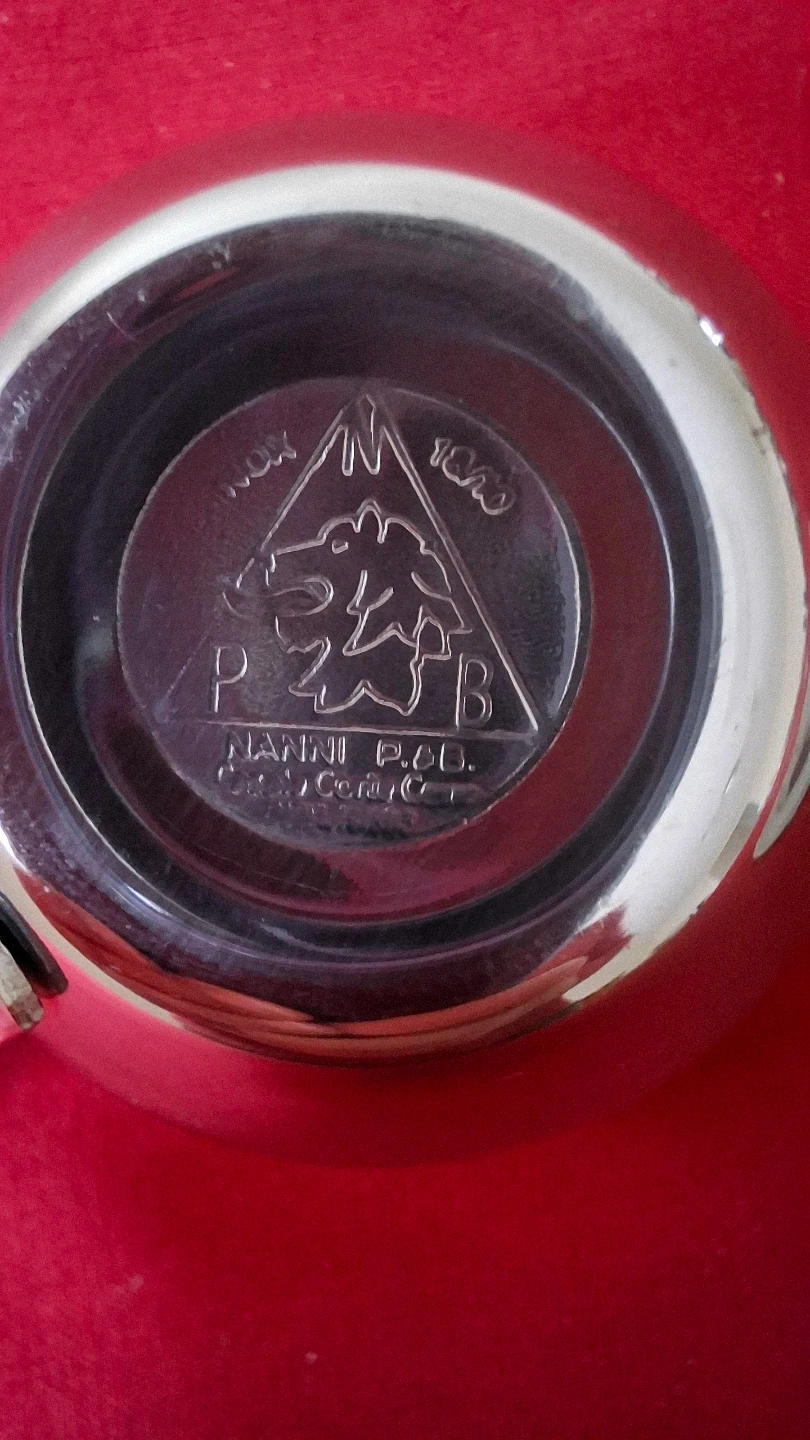 N
INOX 18/10
P B
NANNI P.&B.